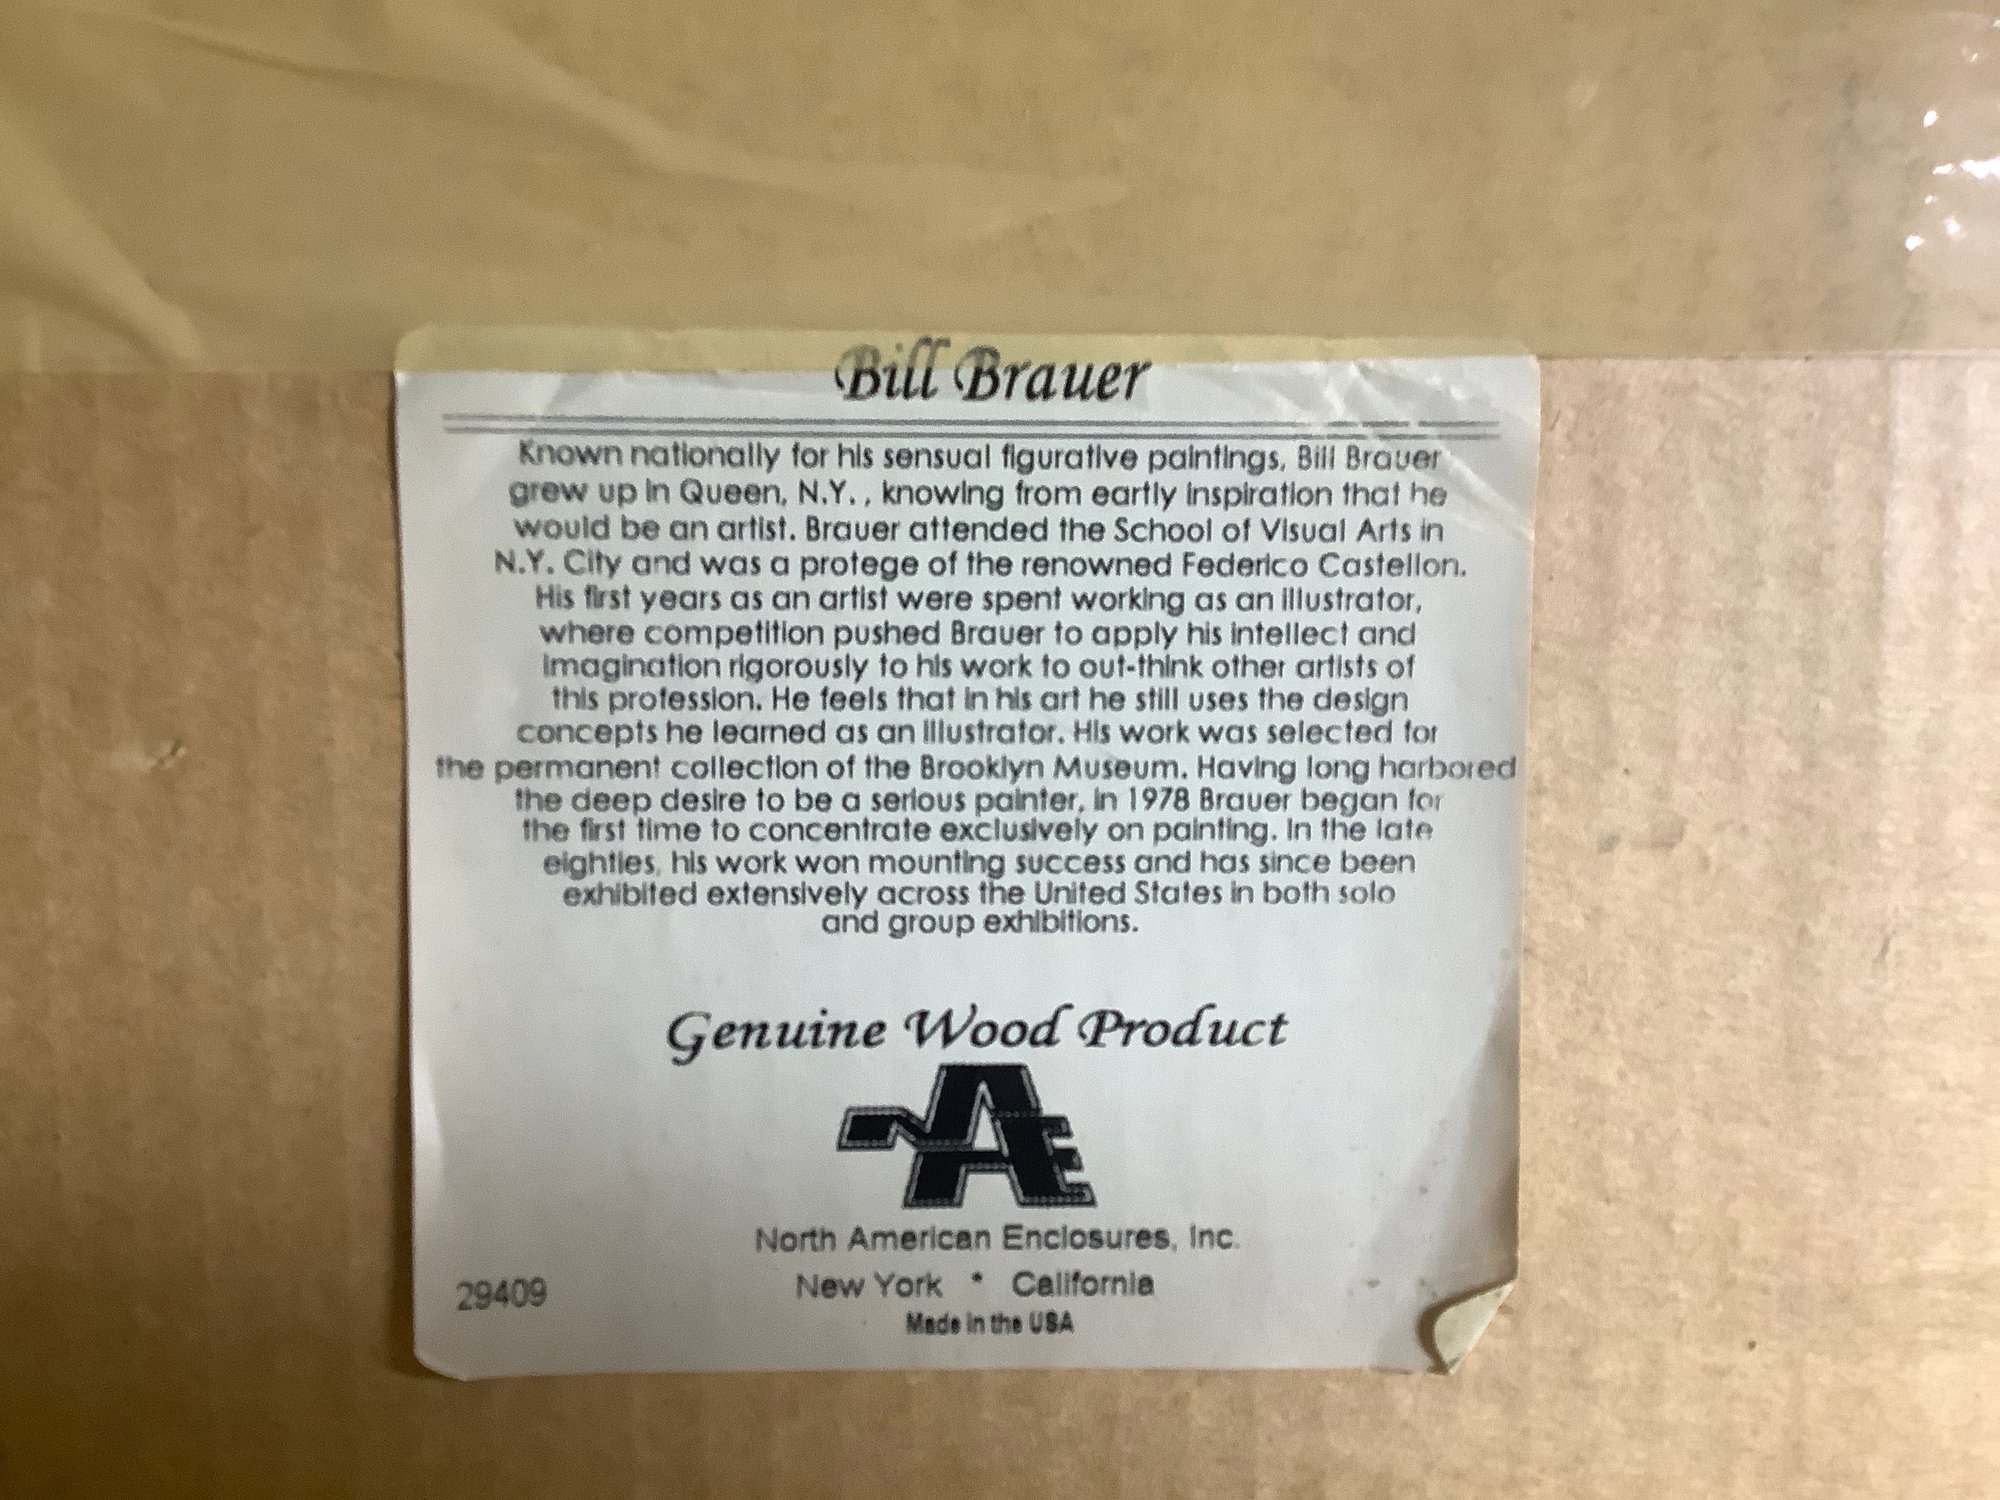 Bill Brauer
Known nationally for his sensual figurative paintings, Bill Brauer
grew up in Queen, N.Y. , knowing from eartly inspiration that he
would be an artist. Brauer attended the School of Visual Arts in
N.Y. City and was a protege of the renowned Federico Castellon.
His first years as an artist were spent working as an illustrator,
where competition pushed Brauer to apply his intellect and
imagination rigorously to his work to out-think other artists of
this profession. He feels that in his art he still uses the design
concepts he learned as an illustrator. His work was selected for
the permanent collection of the Brooklyn Museum. Having long harbored
the deep desire to be a serious painter, in 1978 Brauer began for
the first time to concentrate exclusively on painting. In the late
eighties, his work won mounting success and has since been
exhibited extensively across the United States in both solo
and group exhibitions.
Genuine Wood Product
NAE
North American Enclosures, Inc.
New York * California
29409
Made in the USA